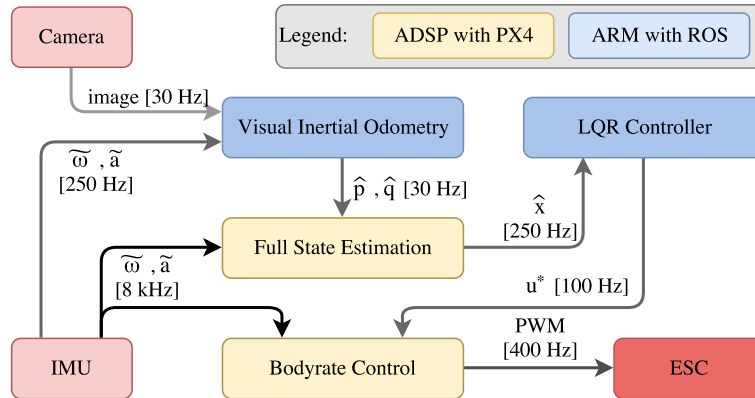 Camera
Legend:
ADSP with PX4
ARM with ROS
image [30 Hz]
Visual Inertial Odometry
LQR Controller
ω̃ , ã
[250 Hz]
p̂ , q̂ [30 Hz]
x̂
[250 Hz]
Full State Estimation
ω̃ , ã
[8 kHz]
u* [100 Hz]
PWM
[400 Hz]
IMU
Bodyrate Control
ESC